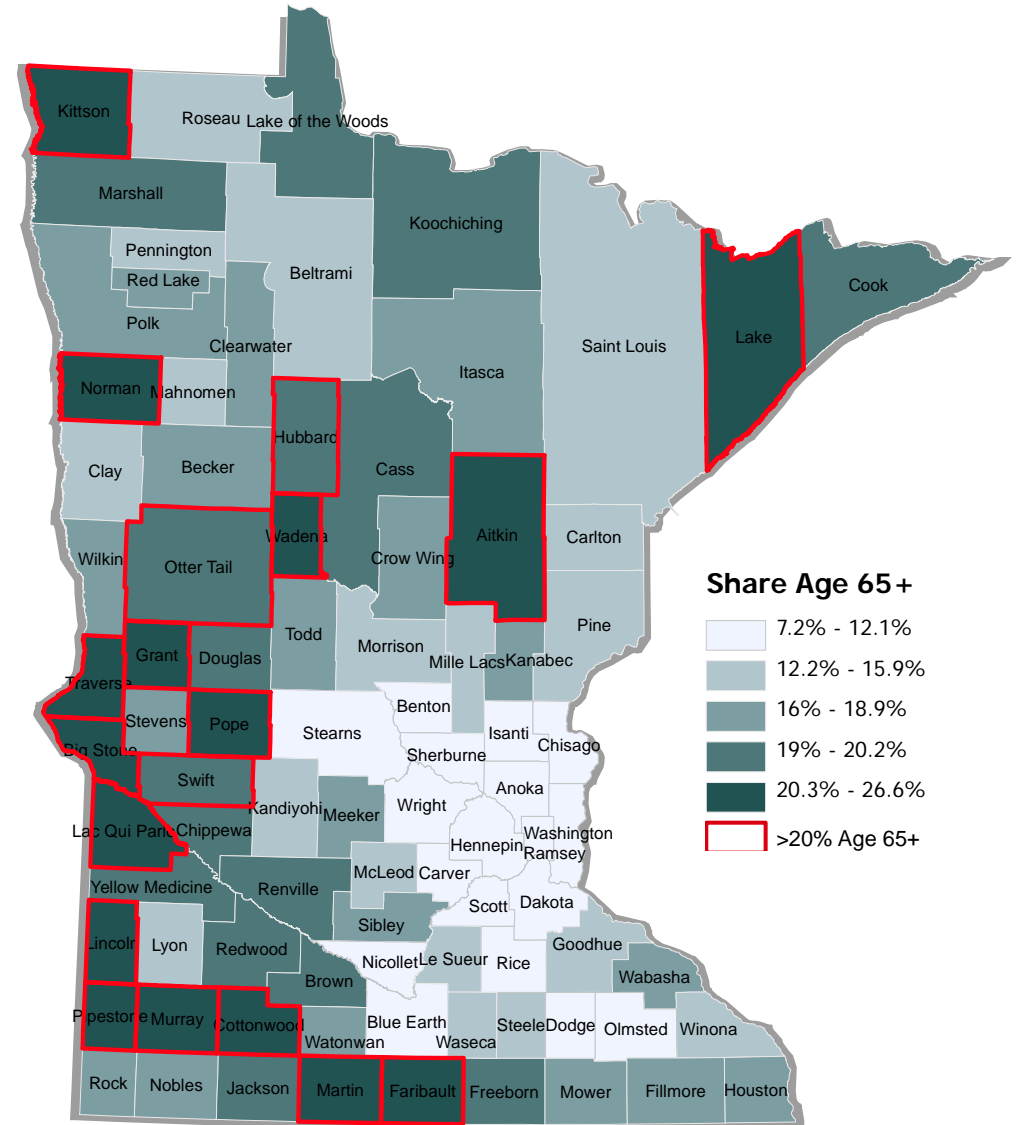 Kittson
Roseau
Lake of the Woods
Marshall
Koochiching
Pennington
Beltrami
Red Lake
Cook
Polk
Clearwater
Saint Louis
Lake
Itasca
Norman
Mahnomen
Hubbard
Clay
Becker
Cass
Wadena
Aitkin
Carlton
Wilkin
Otter Tail
Crow Wing
Share Age 65+
7.2% - 12.1%
12.2% - 15.9%
16% - 18.9%
19% - 20.2%
20.3% - 26.6%
>20% Age 65+
Pine
Todd
Morrison
Grant
Douglas
Mille Lacs
Kanabec
Traverse
Benton
Stevens
Pope
Stearns
Isanti
Chisago
Big Stone
Sherburne
Swift
Anoka
Kandiyohi
Wright
Meeker
Lac Qui Parle
Chippewa
Washington
Hennepin
Ramsey
McLeod
Carver
Yellow Medicine
Renville
Dakota
Scott
Sibley
Lincoln
Lyon
Redwood
Goodhue
Nicollet
Le Sueur
Rice
Brown
Wabasha
Pipestone
Murray
Cottonwood
Blue Earth
Steele
Dodge
Olmsted
Winona
Watonwan
Waseca
Rock
Nobles
Jackson
Martin
Faribault
Freeborn
Mower
Fillmore
Houston